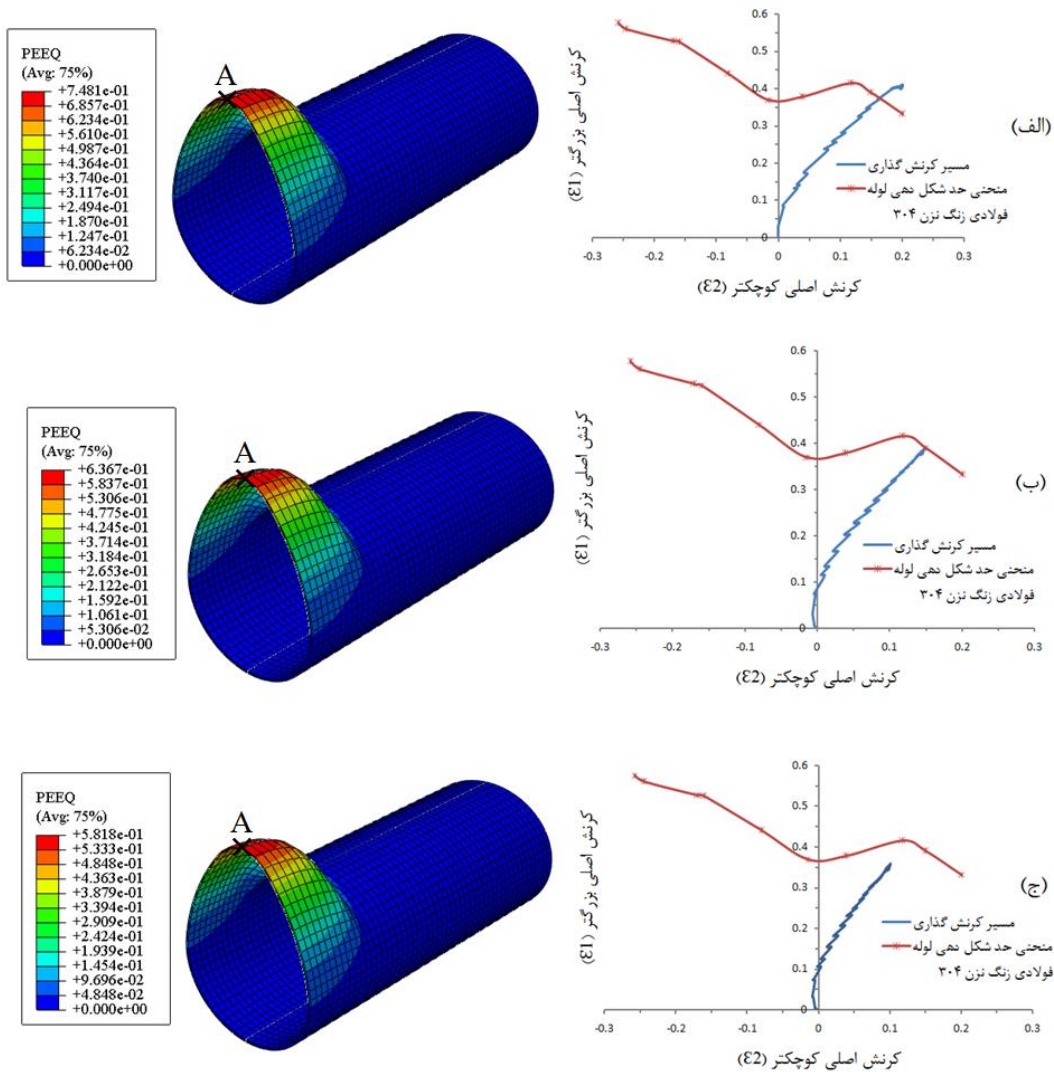 PEEQ
(Avg: 75%)
+7.481e-01
+6.857e-01
+6.234e-01
+5.610e-01
+4.987e-01
+4.364e-01
+3.740e-01
+3.117e-01
+2.494e-01
+1.870e-01
+1.247e-01
+6.234e-02
+0.000e+00
A
کرنش اصلی بزرگتر (Ɛ1)
0.6
0.5
0.4
0.3
0.2
0.1
0
-0.3 -0.2 -0.1 0 0.1 0.2 0.3
مسیر کرنش گذاری
منحنی حد شکل دهی لوله
فولادی زنگ نزن ۳۰۴
کرنش اصلی کوچکتر (Ɛ2)
(الف)
PEEQ
(Avg: 75%)
+6.367e-01
+5.837e-01
+5.306e-01
+4.775e-01
+4.245e-01
+3.714e-01
+3.184e-01
+2.653e-01
+2.122e-01
+1.592e-01
+1.061e-01
+5.306e-02
+0.000e+00
A
کرنش اصلی بزرگتر (Ɛ1)
0.6
0.5
0.4
0.3
0.2
0.1
0
-0.3 -0.2 -0.1 0 0.1 0.2 0.3
مسیر کرنش گذاری
منحنی حد شکل دهی لوله
فولادی زنگ نزن ۳۰۴
کرنش اصلی کوچکتر (Ɛ2)
(ب)
PEEQ
(Avg: 75%)
+5.818e-01
+5.333e-01
+4.848e-01
+4.363e-01
+3.879e-01
+3.394e-01
+2.909e-01
+2.424e-01
+1.939e-01
+1.454e-01
+9.696e-02
+4.848e-02
+0.000e+00
A
کرنش اصلی بزرگتر (Ɛ1)
0.6
0.5
0.4
0.3
0.2
0.1
0
-0.3 -0.2 -0.1 0 0.1 0.2 0.3
مسیر کرنش گذاری
منحنی حد شکل دهی لوله
فولادی زنگ نزن ۳۰۴
کرنش اصلی کوچکتر (Ɛ2)
(ج)